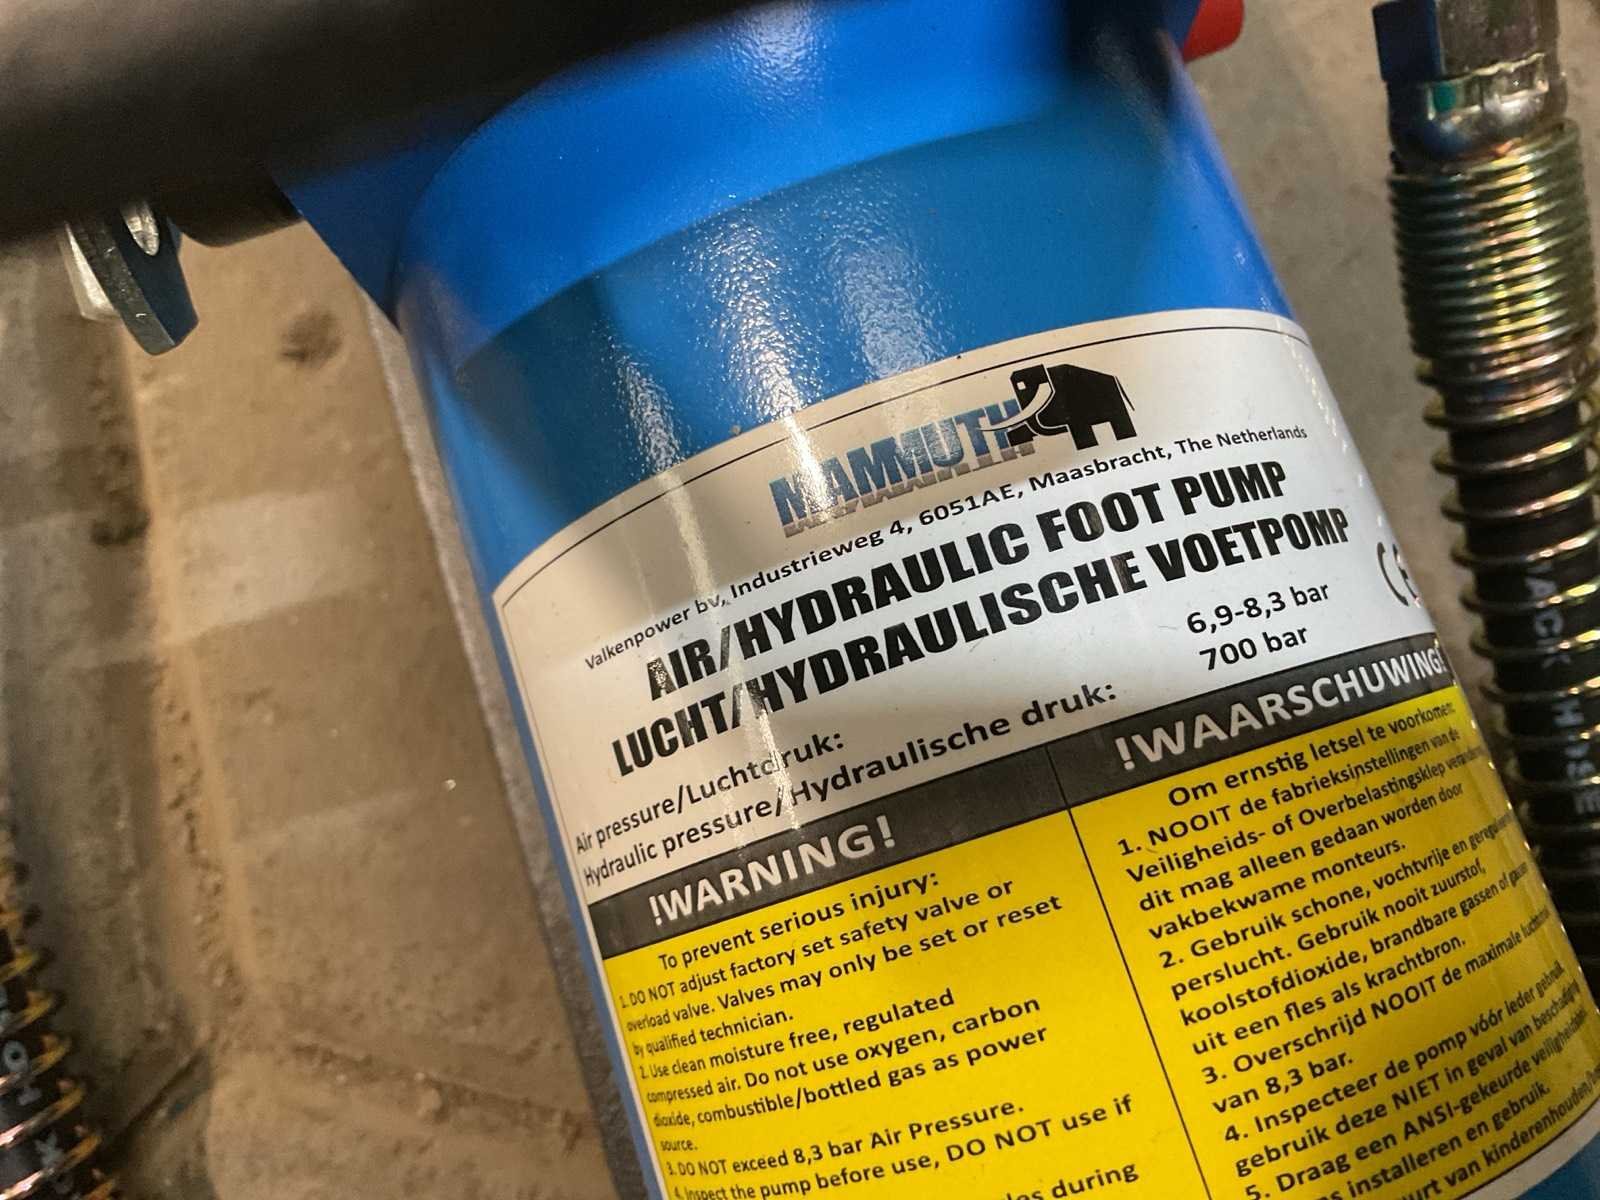 MAMMUTH
Valkenpower bv, Industrieweg 4, 6051AE, Maasbracht, The Netherlands
AIR/HYDRAULIC FOOT PUMP
LUCHT/HYDRAULISCHE VOETPOMP
Air pressure/Luchtdruk: 6,9-8,3 bar
Hydraulic pressure/Hydraulische druk: 700 bar
CE
!WARNING!
To prevent serious injury:
1. DO NOT adjust factory set safety valve or
overload valve. Valves may only be set or reset
by qualified technician.
2. Use clean moisture free, regulated
compressed air. Do not use oxygen, carbon
dioxide, combustible/bottled gas as power
source.
3. DO NOT exceed 8,3 bar Air Pressure.
4. Inspect the pump before use, DO NOT use if
during
!WAARSCHUWING!
Om ernstig letsel te voorkomen:
1. NOOIT de fabrieksinstellingen van de
Veiligheids- of Overbelastingsklep
dit mag alleen gedaan worden door
vakbekwame monteurs.
2. Gebruik schone, vochtvrije en
perslucht. Gebruik nooit zuurstof,
koolstofdioxide, brandbare gassen of
uit een fles als krachtbron.
3. Overschrijd NOOIT de maximale
van 8,3 bar.
4. Inspecteer de pomp vóór ieder gebruik,
gebruik deze NIET in geval van beschadiging
5. Draag een ANSI-gekeurde
installeren en gebruik.
van kinderen
JACK HOSE